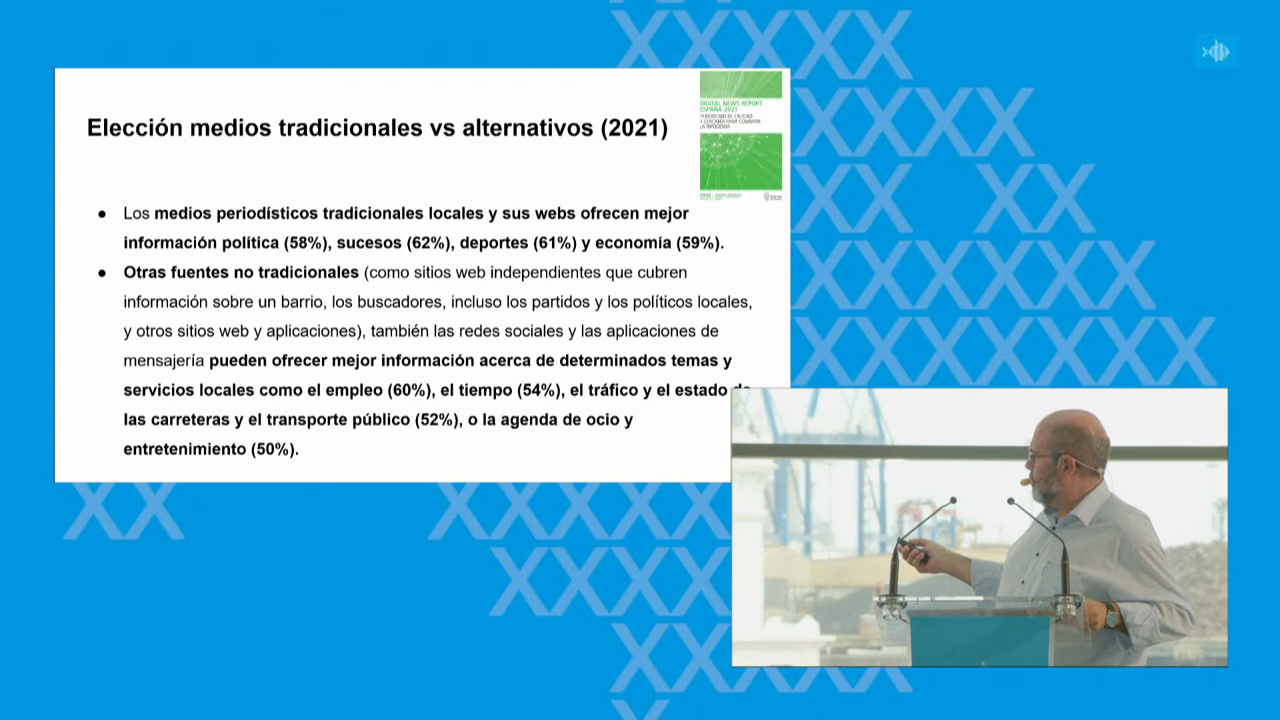 Elección medios tradicionales vs alternativos (2021)
DIGITAL NEWS REPORT
ESPAÑA 2021
PERIODISMO DE CALIDAD
Y CERCANÍA PARA COMBATIR
LA INFODEMIA
● Los medios periodísticos tradicionales locales y sus webs ofrecen mejor
información política (58%), sucesos (62%), deportes (61%) y economía (59%).
● Otras fuentes no tradicionales (como sitios web independientes que cubren
información sobre un barrio, los buscadores, incluso los partidos y los políticos locales,
y otros sitios web y aplicaciones), también las redes sociales y las aplicaciones de
mensajería pueden ofrecer mejor información acerca de determinados temas y
servicios locales como el empleo (60%), el tiempo (54%), el tráfico y el estado de
las carreteras y el transporte público (52%), o la agenda de ocio y
entretenimiento (50%).